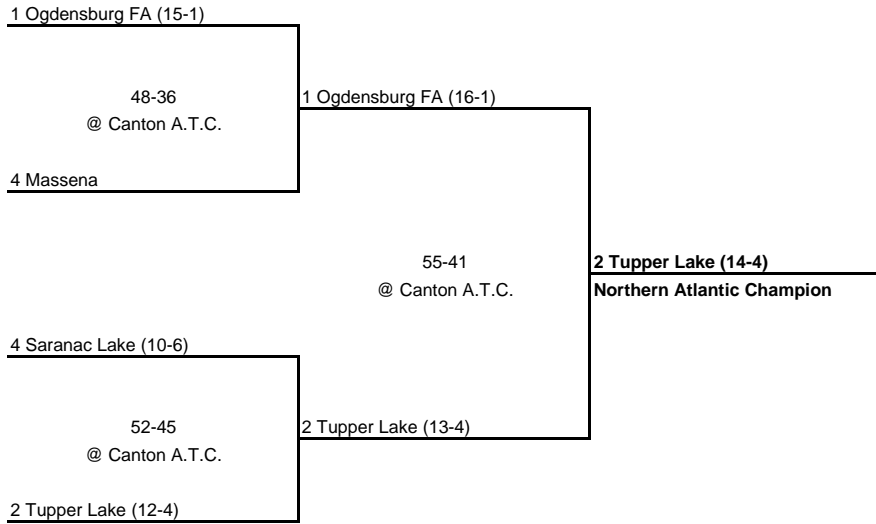 1 Ogdensburg FA (15-1)
48-36
1 Ogdensburg FA (16-1)
@ Canton A.T.C.
4 Massena
55-41
2 Tupper Lake (14-4)
@ Canton A.T.C.
Northern Atlantic Champion
4 Saranac Lake (10-6)
52-45
2 Tupper Lake (13-4)
@ Canton A.T.C.
2 Tupper Lake (12-4)